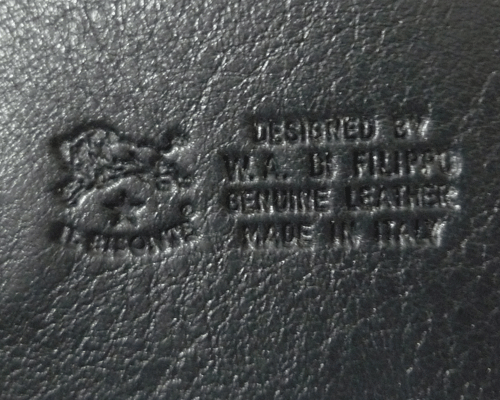 IL BISONTE
®
DESIGNED BY
W.A. DI FILIPPO
GENUINE LEATHER
MADE IN ITALY